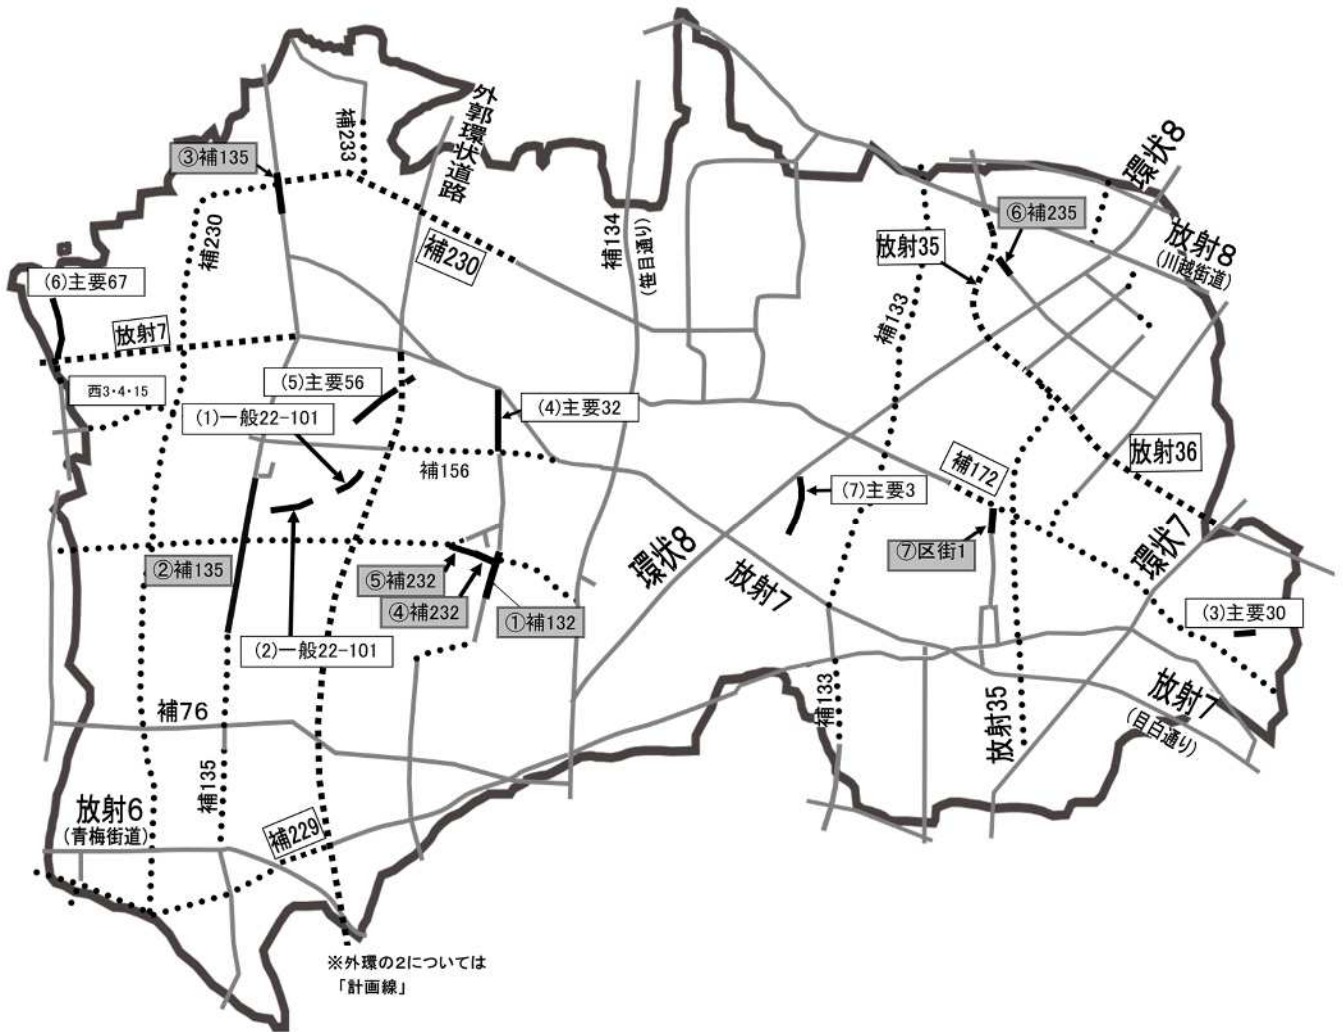 外郭環状道路
補233
環状8
③補135
補134
(笹目通り)
⑥補235
補230
補230
放射35
放射8
(川越街道)
(6)主要67
放射7
補133
西3・4・15
(5)主要56
(1)一般22-101
(4)主要32
放射36
補156
補172
(7)主要3
環状8
環状7
⑦区街1
②補135
⑤補232
放射7
④補232
①補132
(3)主要30
(2)一般22-101
補133
放射35
放射7
(目白通り)
補76
補135
放射6
(青梅街道)
補229
※外環の2については
「計画線」